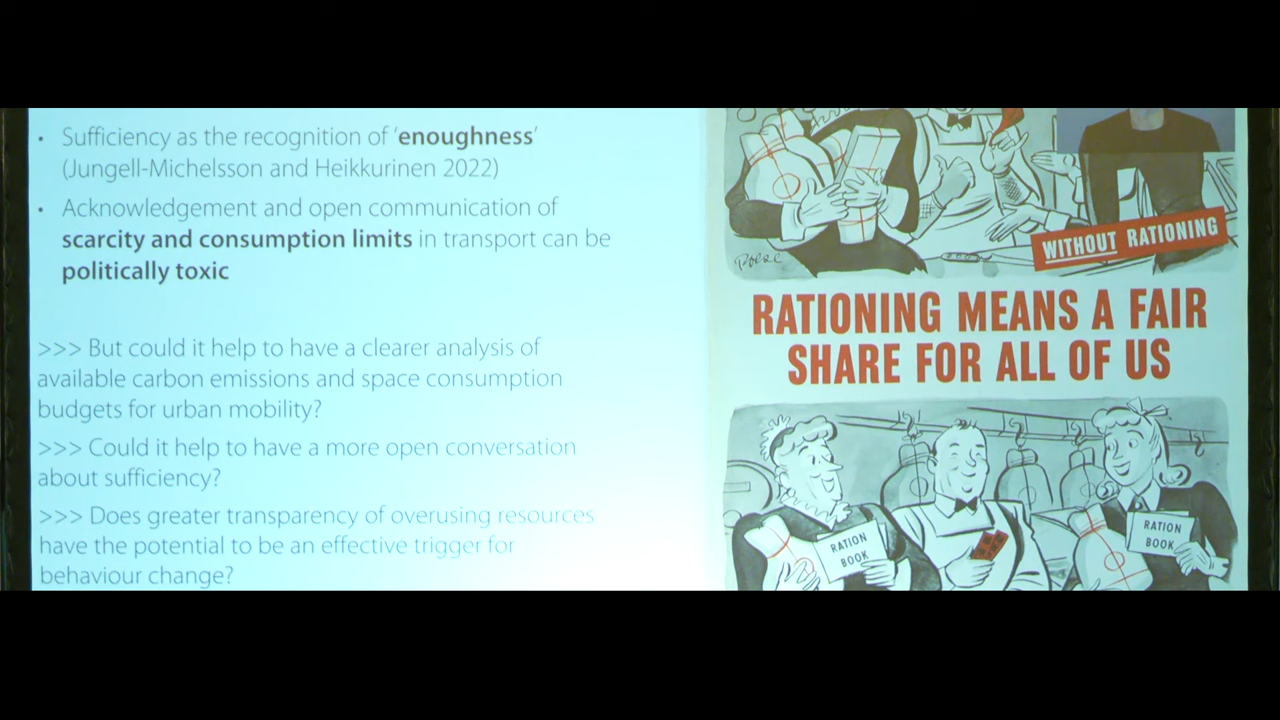 • Sufficiency as the recognition of 'enoughness'
(Jungell-Michelsson and Heikkurinen 2022)
• Acknowledgement and open communication of
scarcity and consumption limits in transport can be
politically toxic
>>> But could it help to have a clearer analysis of
available carbon emissions and space consumption
budgets for urban mobility?
>>> Could it help to have a more open conversation
about sufficiency?
>>> Does greater transparency of overusing resources
have the potential to be an effective trigger for
behaviour change?
WITHOUT RATIONING
RATIONING MEANS A FAIR
SHARE FOR ALL OF US
RATION
BOOK
RATION
BOOK